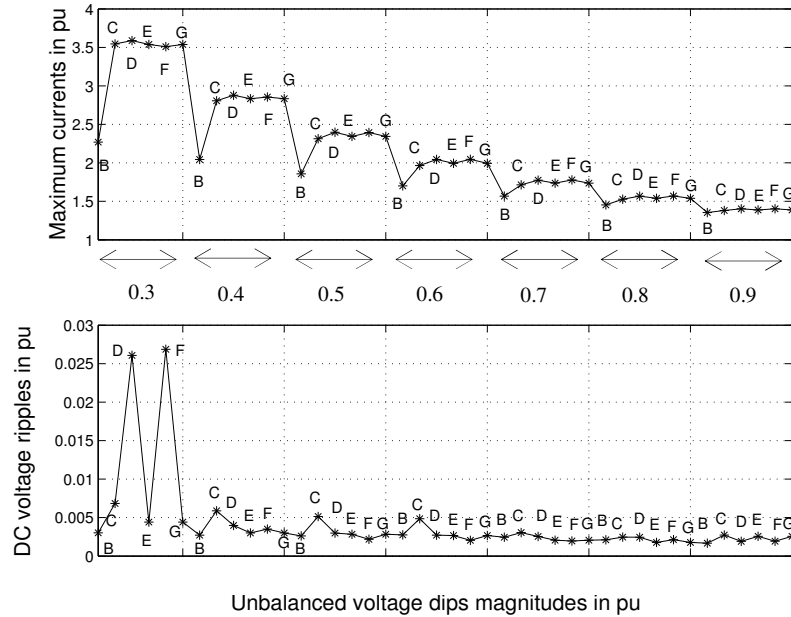 Maximum currents in pu
4
3.5
3
2.5
2
1.5
1
C E G
D F
B
C E G
D F
B
C E G
D
B
C E F G
D
B
C E F G
D
B
C D E F G
B
C D E F G
B
0.3 0.4 0.5 0.6 0.7 0.8 0.9
DC voltage ripples in pu
0.03
0.025
0.02
0.015
0.01
0.005
0
D F
C
B E G
C D E F G
B
C D E F G
B
B C D E F G
B C D E F G
B C D E F G
B C D E F G
Unbalanced voltage dips magnitudes in pu